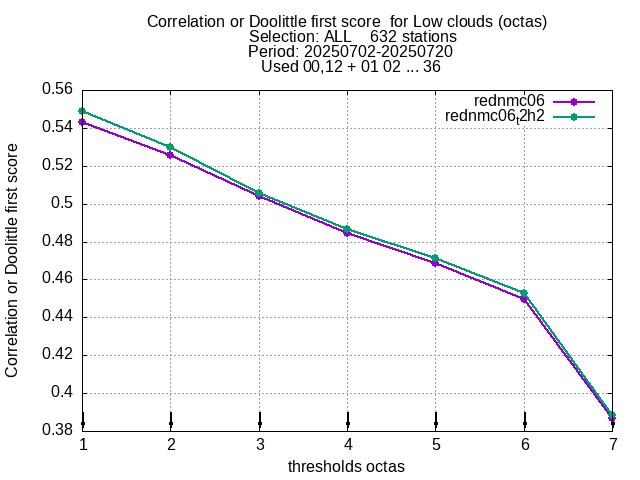 Correlation or Doolittle first score  for Low clouds (octas)
Selection: ALL    632 stations
Period: 20250702-20250720
Used 00,12 + 01 02 ... 36
rednmc06
rednmc06,2h2
Correlation or Doolittle first score
0.56
0.54
0.52
0.5
0.48
0.46
0.44
0.42
0.4
0.38
1 2 3 4 5 6 7
thresholds octas